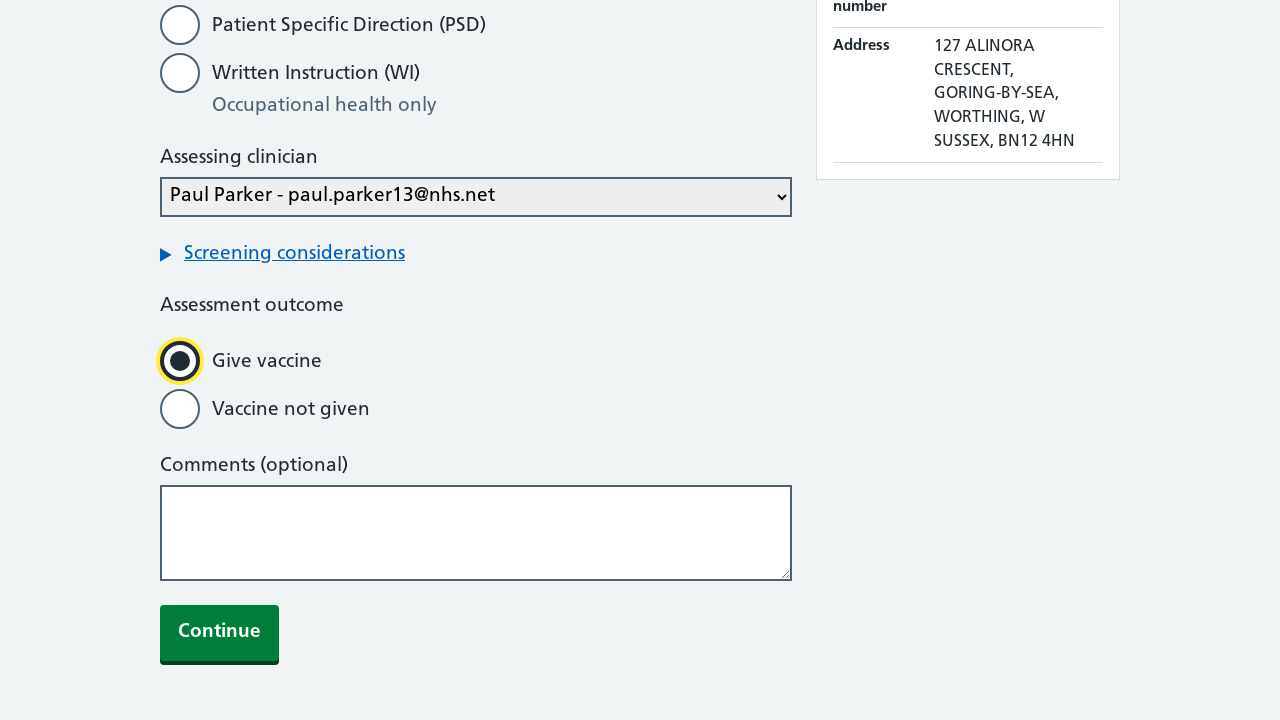 Patient Specific Direction (PSD)
Written Instruction (WI)
Occupational health only
Assessing clinician
Paul Parker - paul.parker13@nhs.net
Screening considerations
Assessment outcome
Give vaccine
Vaccine not given
Comments (optional)
Continue
number
Address
127 ALINORA
CRESCENT,
GORING-BY-SEA,
WORTHING, W
SUSSEX, BN12 4HN